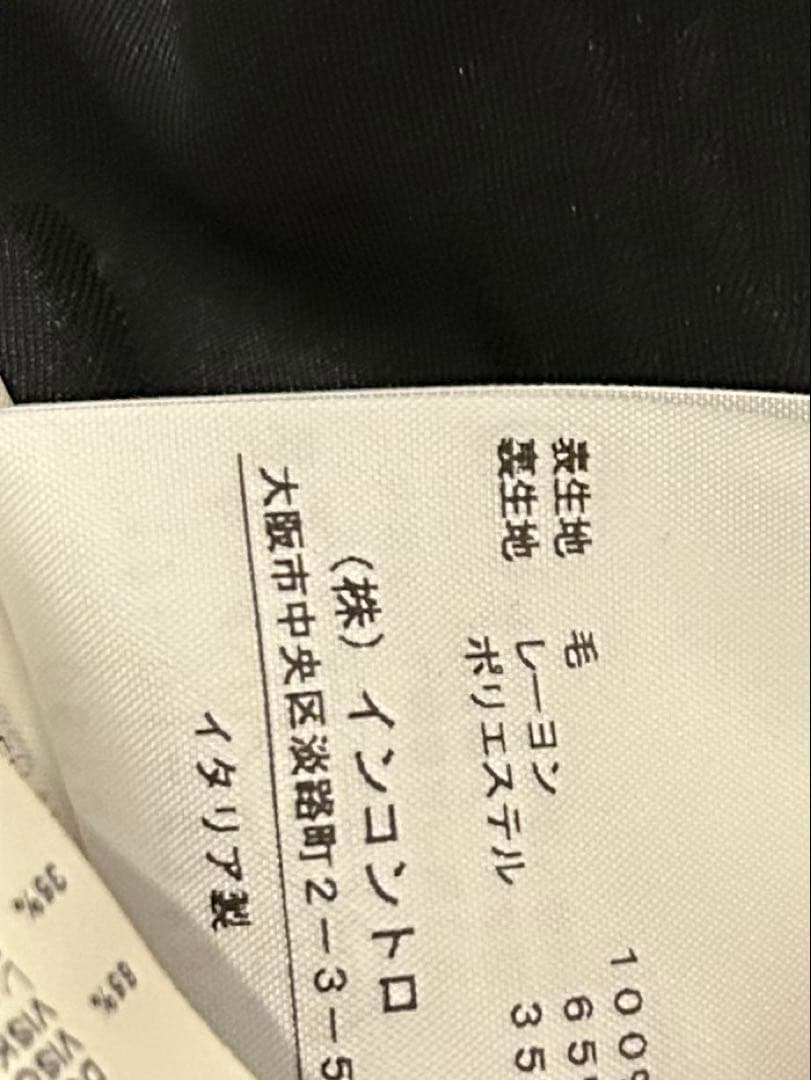 表生地 毛 100%
裏生地 レーヨン 65
ポリエステル 35
(株) インコントロ
大阪市中央区淡路町2-3-5
イタリア製
35%
65%